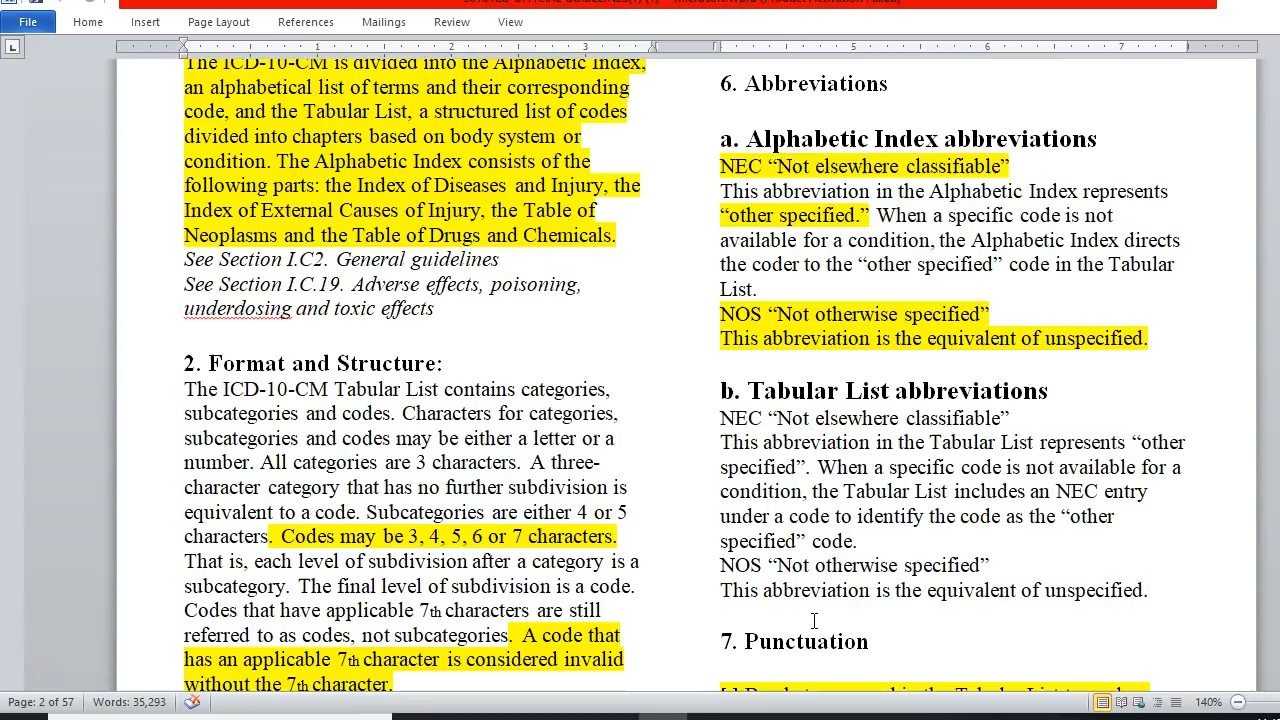 File Home Insert Page Layout References Mailings Review View
1 2 3 5 6 7
The ICD-10-CM is divided into the Alphabetic Index,
an alphabetical list of terms and their corresponding
code, and the Tabular List, a structured list of codes
divided into chapters based on body system or
condition. The Alphabetic Index consists of the
following parts: the Index of Diseases and Injury, the
Index of External Causes of Injury, the Table of
Neoplasms and the Table of Drugs and Chemicals.
See Section I.C2. General guidelines
See Section I.C.19. Adverse effects, poisoning,
underdosing and toxic effects
2. Format and Structure:
The ICD-10-CM Tabular List contains categories,
subcategories and codes. Characters for categories,
subcategories and codes may be either a letter or a
number. All categories are 3 characters. A three-
character category that has no further subdivision is
equivalent to a code. Subcategories are either 4 or 5
characters. Codes may be 3, 4, 5, 6 or 7 characters.
That is, each level of subdivision after a category is a
subcategory. The final level of subdivision is a code.
Codes that have applicable 7th characters are still
referred to as codes, not subcategories. A code that
has an applicable 7th character is considered invalid
without the 7th character.
6. Abbreviations
a. Alphabetic Index abbreviations
NEC “Not elsewhere classifiable”
This abbreviation in the Alphabetic Index represents
“other specified.” When a specific code is not
available for a condition, the Alphabetic Index directs
the coder to the “other specified” code in the Tabular
List.
NOS “Not otherwise specified”
This abbreviation is the equivalent of unspecified.
b. Tabular List abbreviations
NEC “Not elsewhere classifiable”
This abbreviation in the Tabular List represents “other
specified”. When a specific code is not available for a
condition, the Tabular List includes an NEC entry
under a code to identify the code as the “other
specified” code.
NOS “Not otherwise specified”
This abbreviation is the equivalent of unspecified.
7. Punctuation
Page: 2 of 57 Words: 35,293 140%